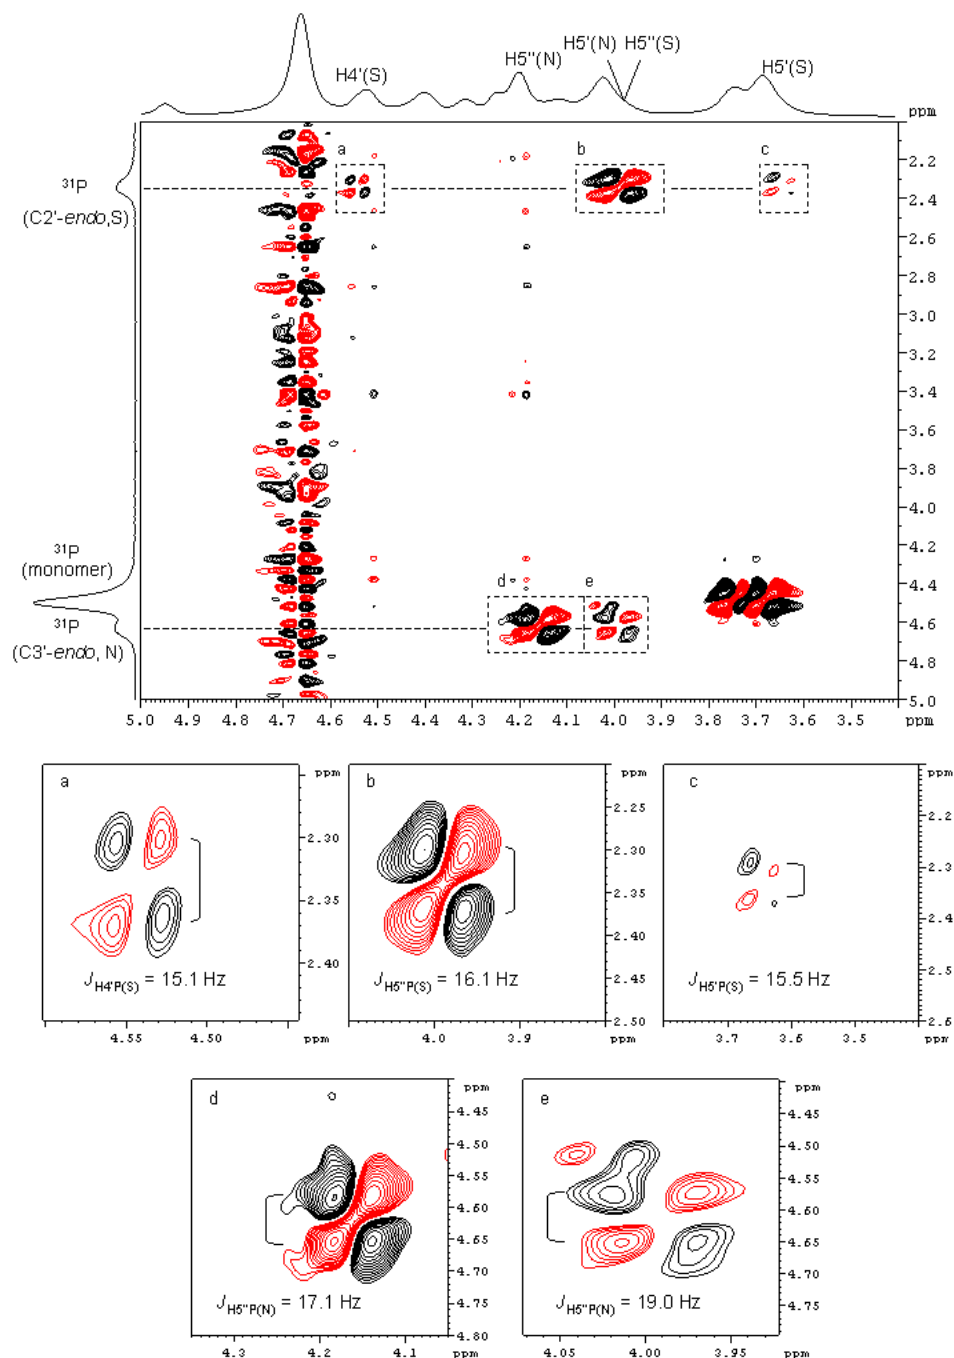 H4'(S)
H5''(N)
H5'(N)
H5''(S)
H5'(S)
ppm
31P
(C2'-endo,S)
31P
(monomer)
31P
(C3'-endo, N)
a
b
c
d
e
2.2
2.4
2.6
2.8
3.0
3.2
3.4
3.6
3.8
4.0
4.2
4.4
4.6
4.8
5.0
5.0 4.9 4.8 4.7 4.6 4.5 4.4 4.3 4.2 4.1 4.0 3.9 3.8 3.7 3.6 3.5 ppm
a
ppm
2.30
2.35
2.40
JH4'P(S) = 15.1 Hz
4.55 4.50 ppm
b
ppm
2.25
2.30
2.35
2.40
2.45
2.50
JH5''P(S) = 16.1 Hz
4.0 3.9 ppm
c
ppm
2.2
2.3
2.4
2.5
2.6
JH5'P(S) = 15.5 Hz
3.7 3.6 3.5 ppm
d
ppm
4.45
4.50
4.55
4.60
4.65
4.70
4.75
4.80
JH5''P(N) = 17.1 Hz
4.3 4.2 4.1 ppm
e
ppm
4.45
4.50
4.55
4.60
4.65
4.70
4.75
JH5''P(N) = 19.0 Hz
4.05 4.00 3.95 ppm